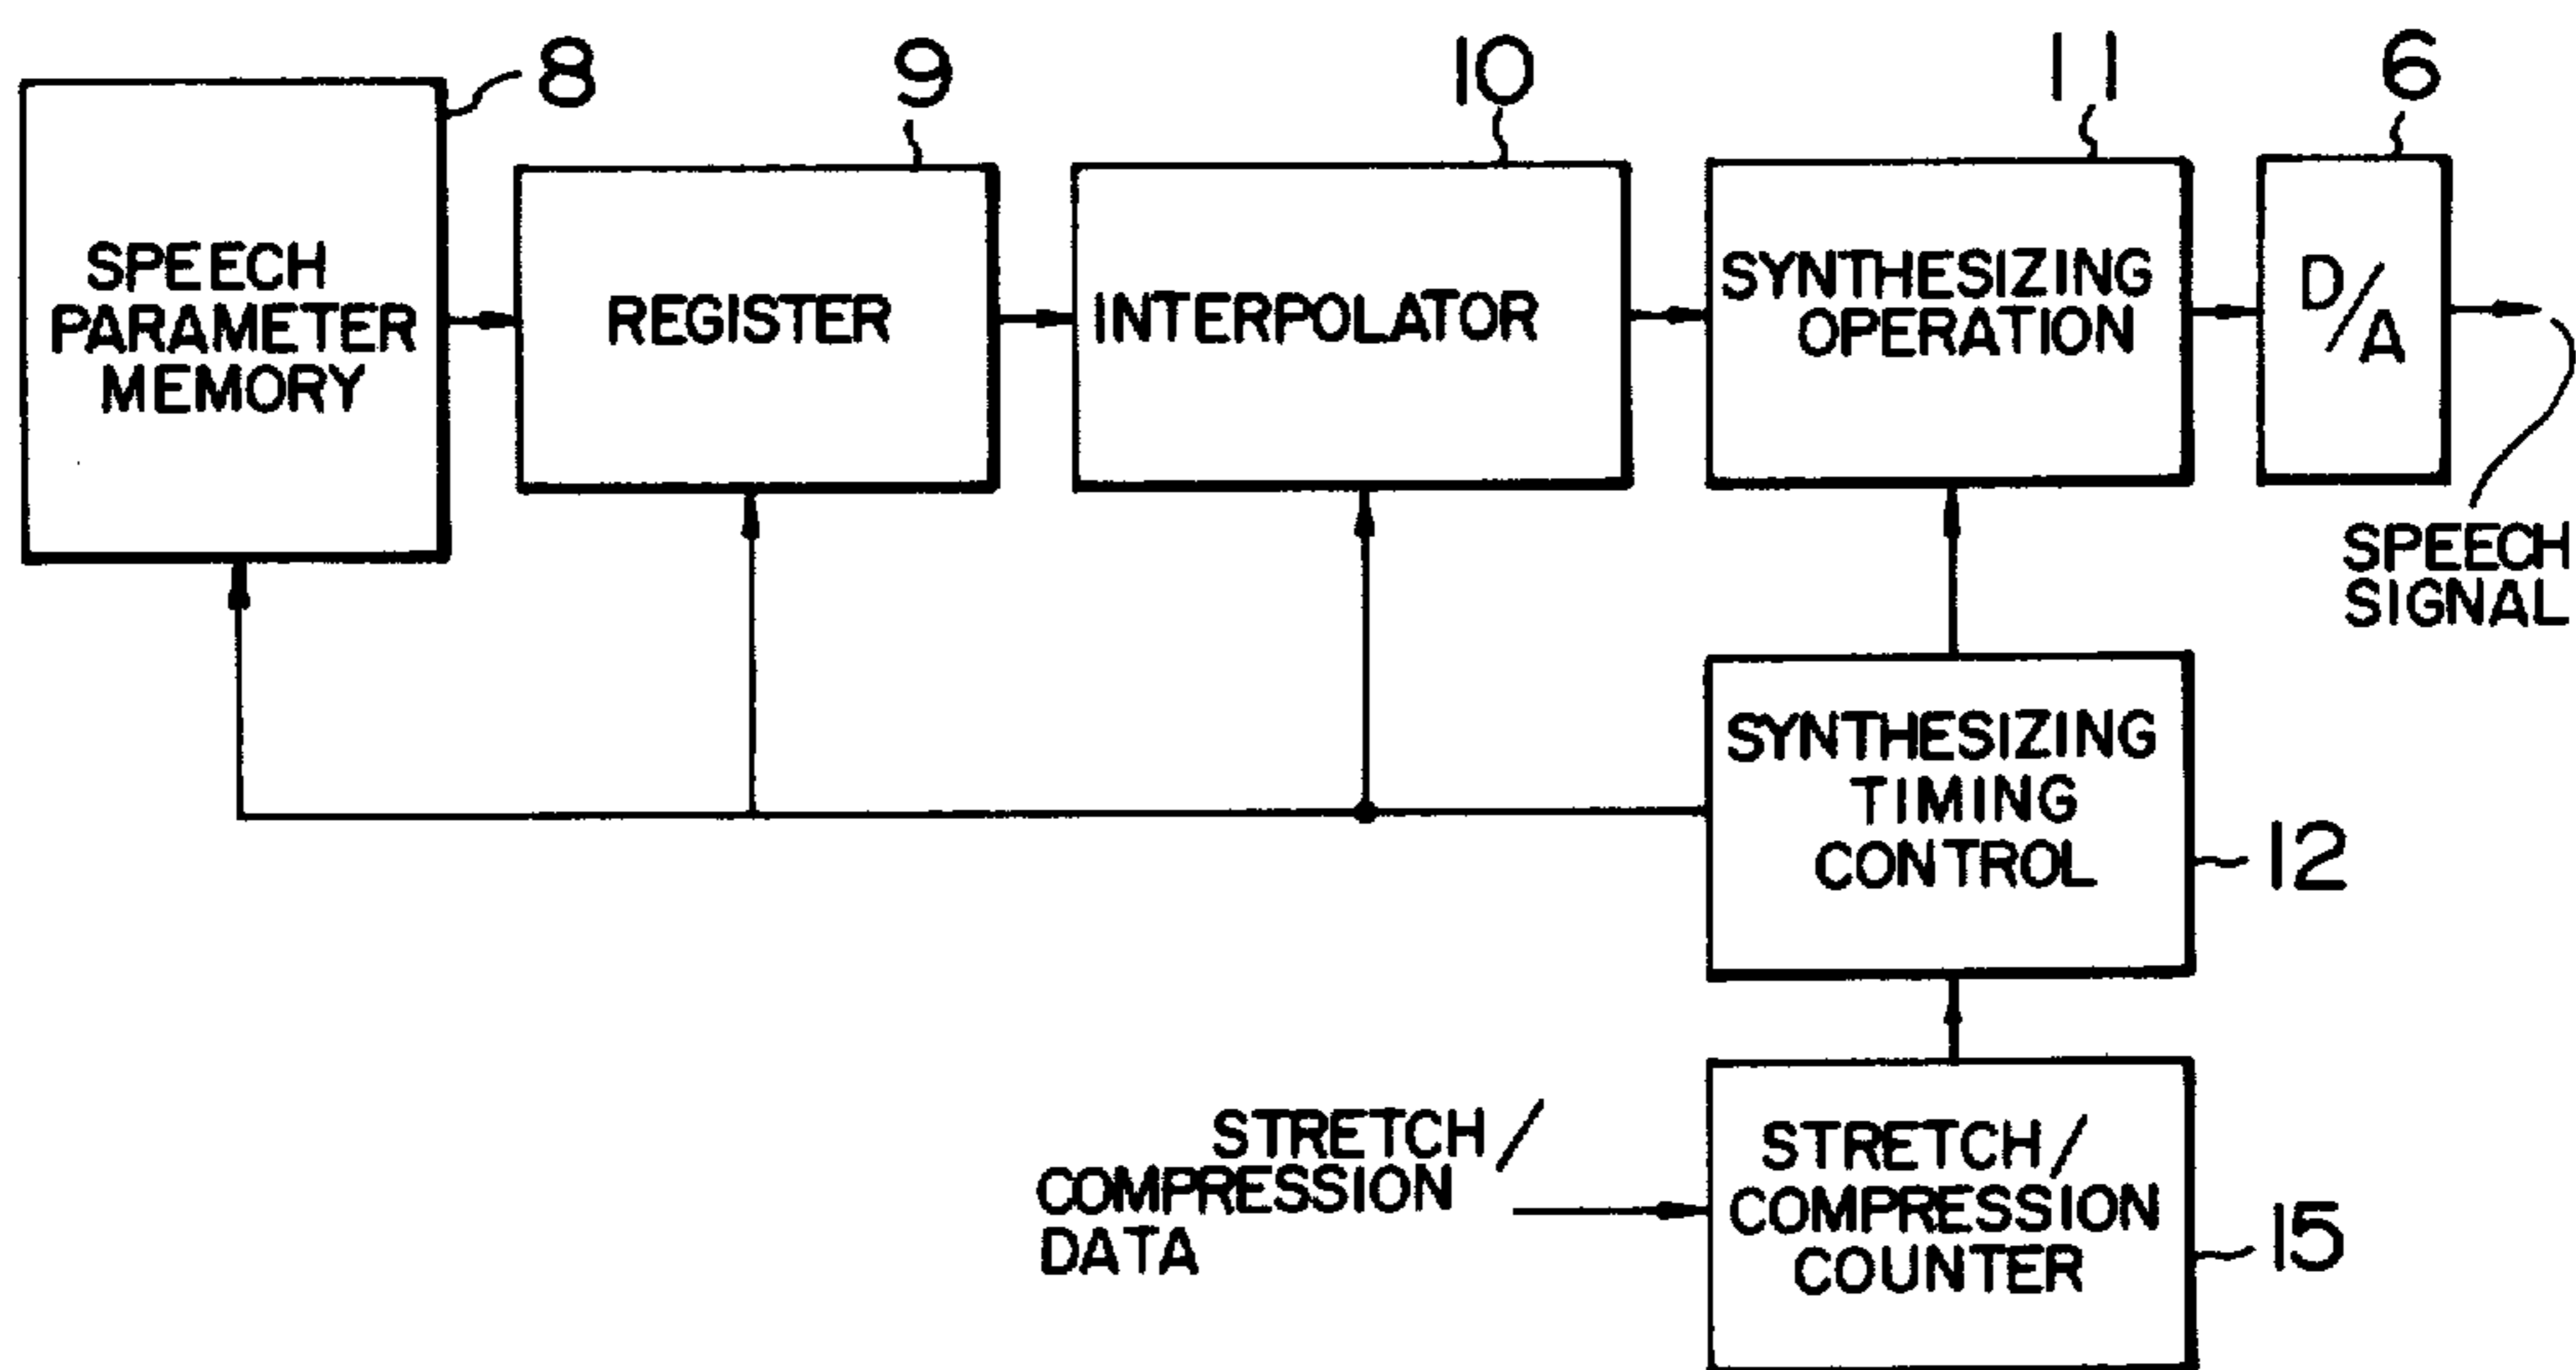 8
9
10
11
6
SPEECH
PARAMETER
MEMORY
REGISTER
INTERPOLATOR
SYNTHESIZING
OPERATION
D/A
SPEECH
SIGNAL
SYNTHESIZING
TIMING
CONTROL
12
STRETCH/
COMPRESSION
DATA
STRETCH/
COMPRESSION
COUNTER
15